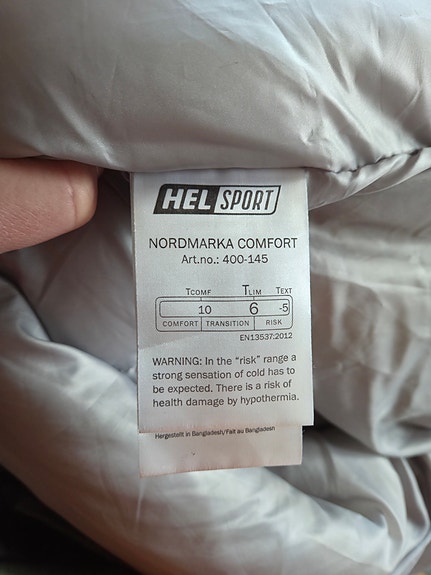 HELSPORT
NORDMARKA COMFORT
Art.no.: 400-145
TCOMF TLIM TEXT
10 6 -5
COMFORT TRANSITION RISK
EN13537:2012
WARNING: In the "risk" range a
strong sensation of cold has to
be expected. There is a risk of
health damage by hypothermia.
Hergestellt in Bangladesh/Fait au Bangladesh